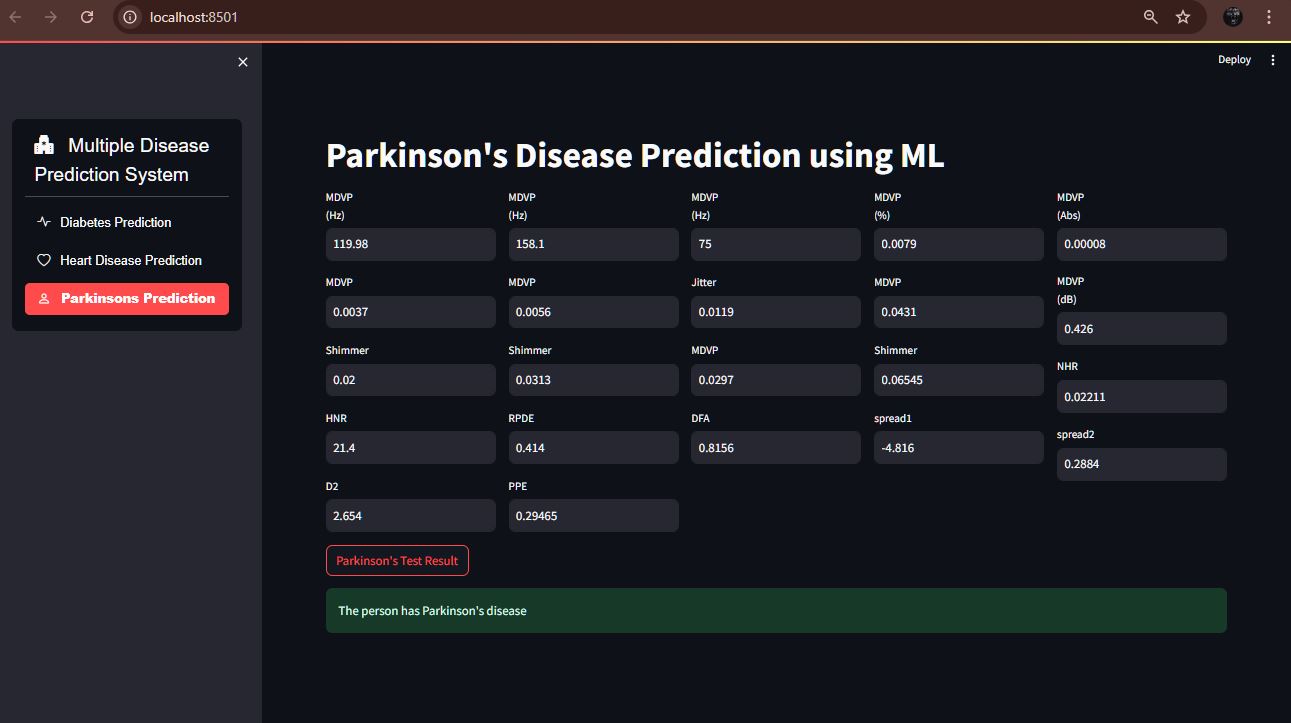 localhost:8501
Deploy
Multiple Disease
Prediction System
Diabetes Prediction
Heart Disease Prediction
Parkinsons Prediction
Parkinson's Disease Prediction using ML
MDVP MDVP MDVP MDVP MDVP
(Hz) (Hz) (Hz) (%) (Abs)
119.98 158.1 75 0.0079 0.00008
MDVP MDVP Jitter MDVP MDVP
(dB)
0.0037 0.0056 0.0119 0.0431 0.426
Shimmer Shimmer MDVP Shimmer NHR
0.02 0.0313 0.0297 0.06545 0.02211
HNR RPDE DFA spread1 spread2
21.4 0.414 0.8156 -4.816 0.2884
D2 PPE
2.654 0.29465
Parkinson's Test Result
The person has Parkinson's disease